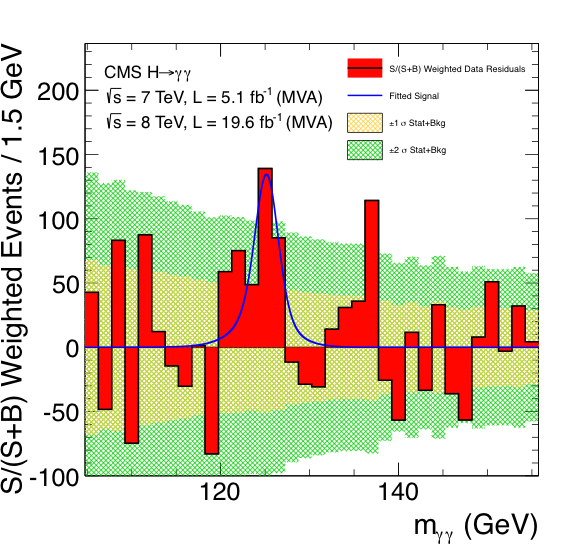 S/(S+B) Weighted Events / 1.5 GeV
CMS H→γγ
√s = 7 TeV, L = 5.1 fb⁻¹ (MVA)
√s = 8 TeV, L = 19.6 fb⁻¹ (MVA)
S/(S+B) Weighted Data Residuals
Fitted Signal
±1 σ Stat+Bkg
±2 σ Stat+Bkg
200
150
100
50
0
-50
-100
120 140
mγγ (GeV)